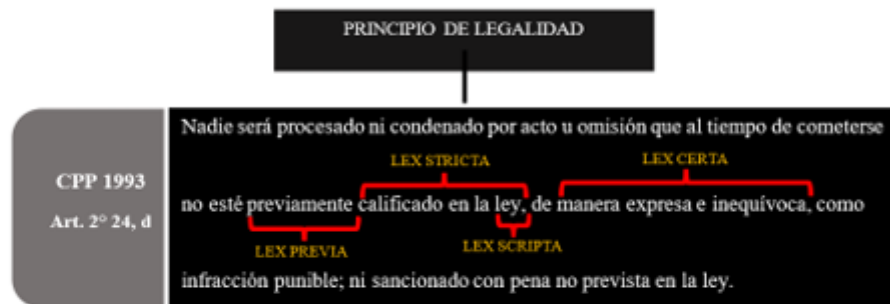 PRINCIPIO DE LEGALIDAD
CPP 1993
Art. 2° 24, d
Nadie será procesado ni condenado por acto u omisión que al tiempo de cometerse
LEX STRICTA
LEX CERTA
no esté previamente calificado en la ley, de manera expresa e inequívoca, como
LEX PREVIA
LEX SCRIPTA
infracción punible; ni sancionado con pena no prevista en la ley.